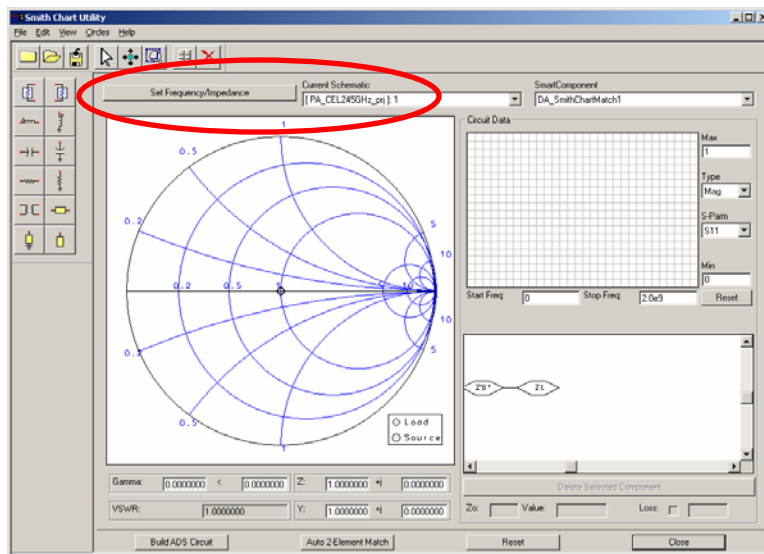 Smith Chart Utility
File Edit View Circles Help
Set Frequency/Impedance
Current Schematic
[ PA_CEL245GHz_prj ]: 1
SmartComponent
DA_SmithChartMatch1
Circuit Data
Max
1
Type
Mag
S-Parm
S11
Min
0
Start Freq: 0 Stop Freq: 2.0e9 Reset
1
0.5
0.5
0.2
0.2
5
10
0.2 0.5 1 5 10
10
0.2
5
0.5
1
Load
Source
ZS* ZL
Delete Selected Component
Gamma: 0.0000000 < 0.0000000 Z: 1.0000000 +j 0.0000000
VSWR: 1.0000000 Y: 1.0000000 +j 0.0000000
Zo: Value: Loss:
Build ADS Circuit Auto 2-Element Match Reset Close